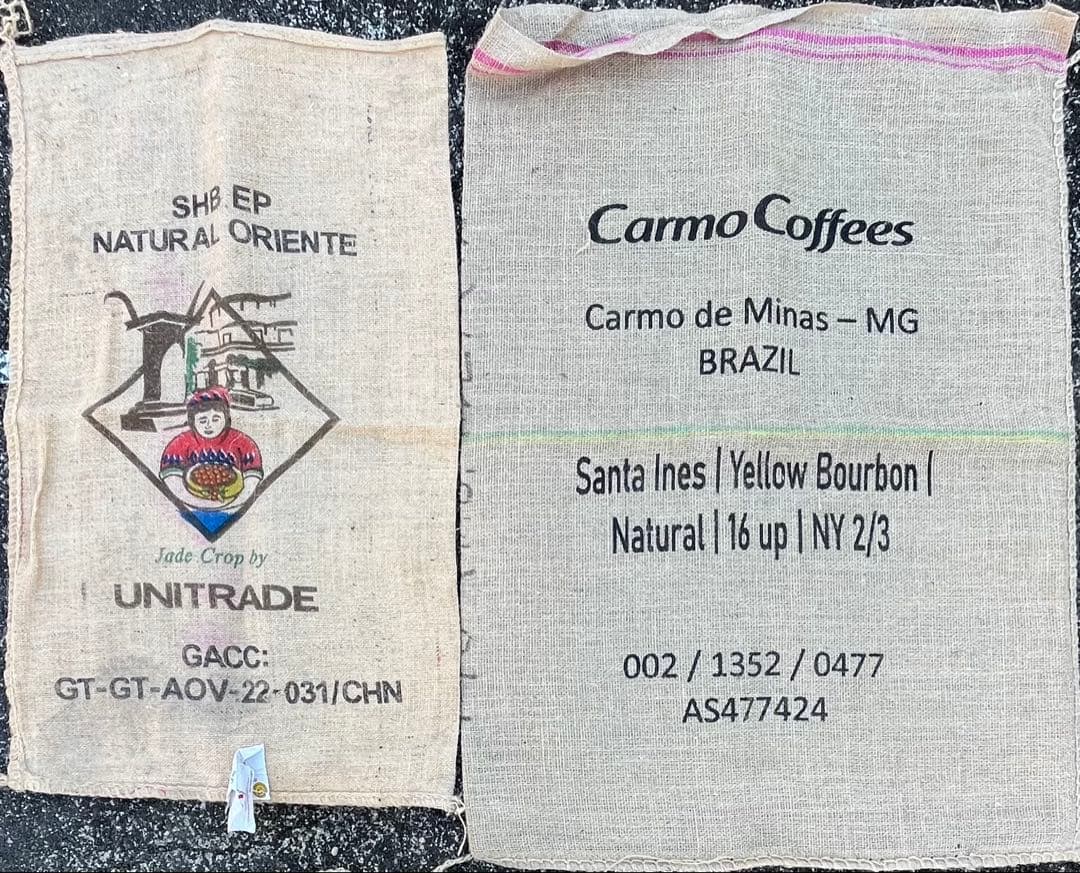 SHB EP
NATURAL ORIENTE
Jade Crop by
UNITRADE
GACC:
GT-GT-AOV-22-031/CHN
Carmo Coffees
Carmo de Minas – MG
BRAZIL
Santa Ines | Yellow Bourbon |
Natural | 16 up | NY 2/3
002 / 1352 / 0477
AS477424